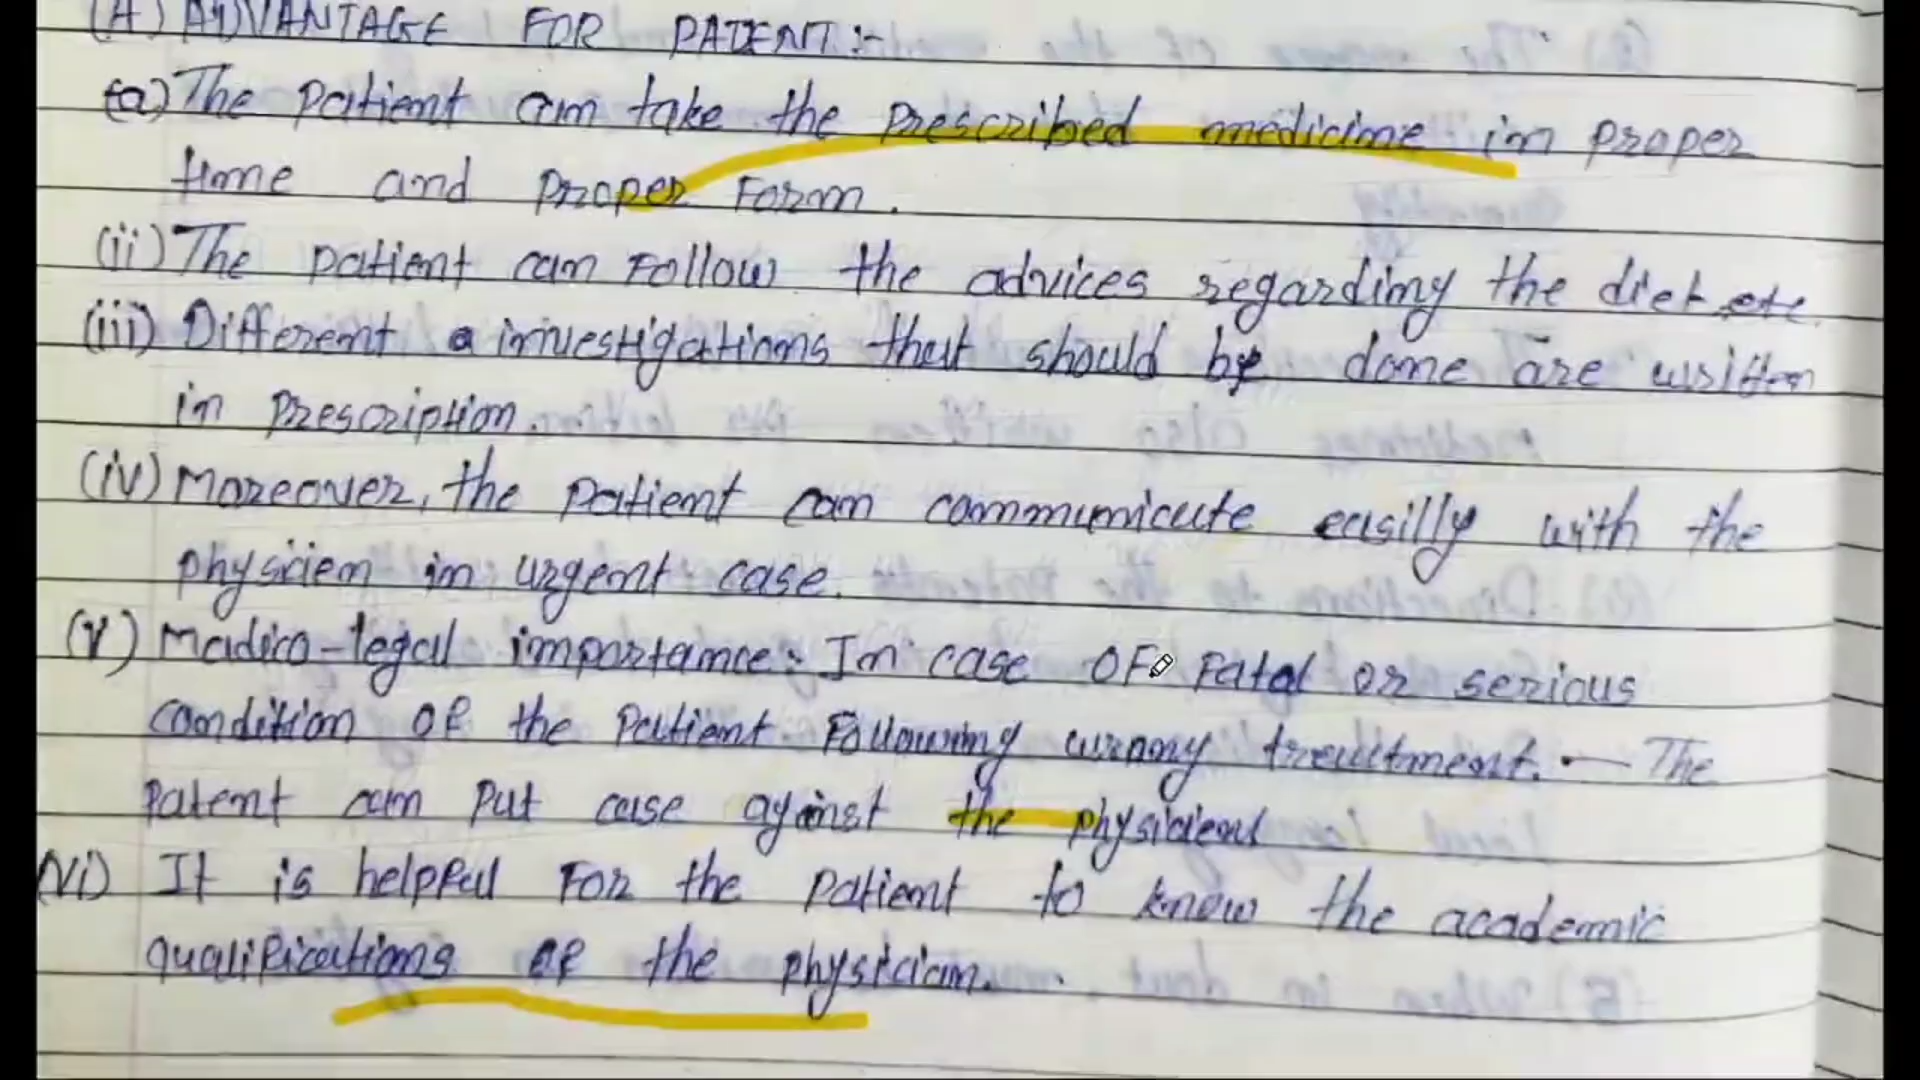 (A) ADVANTAGE FOR PATIENT:-
(a) The patient can take the prescribed medicine in proper
time and proper form.
(ii) The patient can follow the advices regarding the diet etc.
(iii) Different investigations that should be done are written
in prescription.
(iv) Moreover, the patient can communicate easilly with the
physcien in urgent case.
(v) Madico-legal importance: In case of fatal or serious
condition of the patient following wrong treatment. — The
patent can put case against the physicient
(vi) It is helpful for the patient to know the academic
qualifications of the physician.